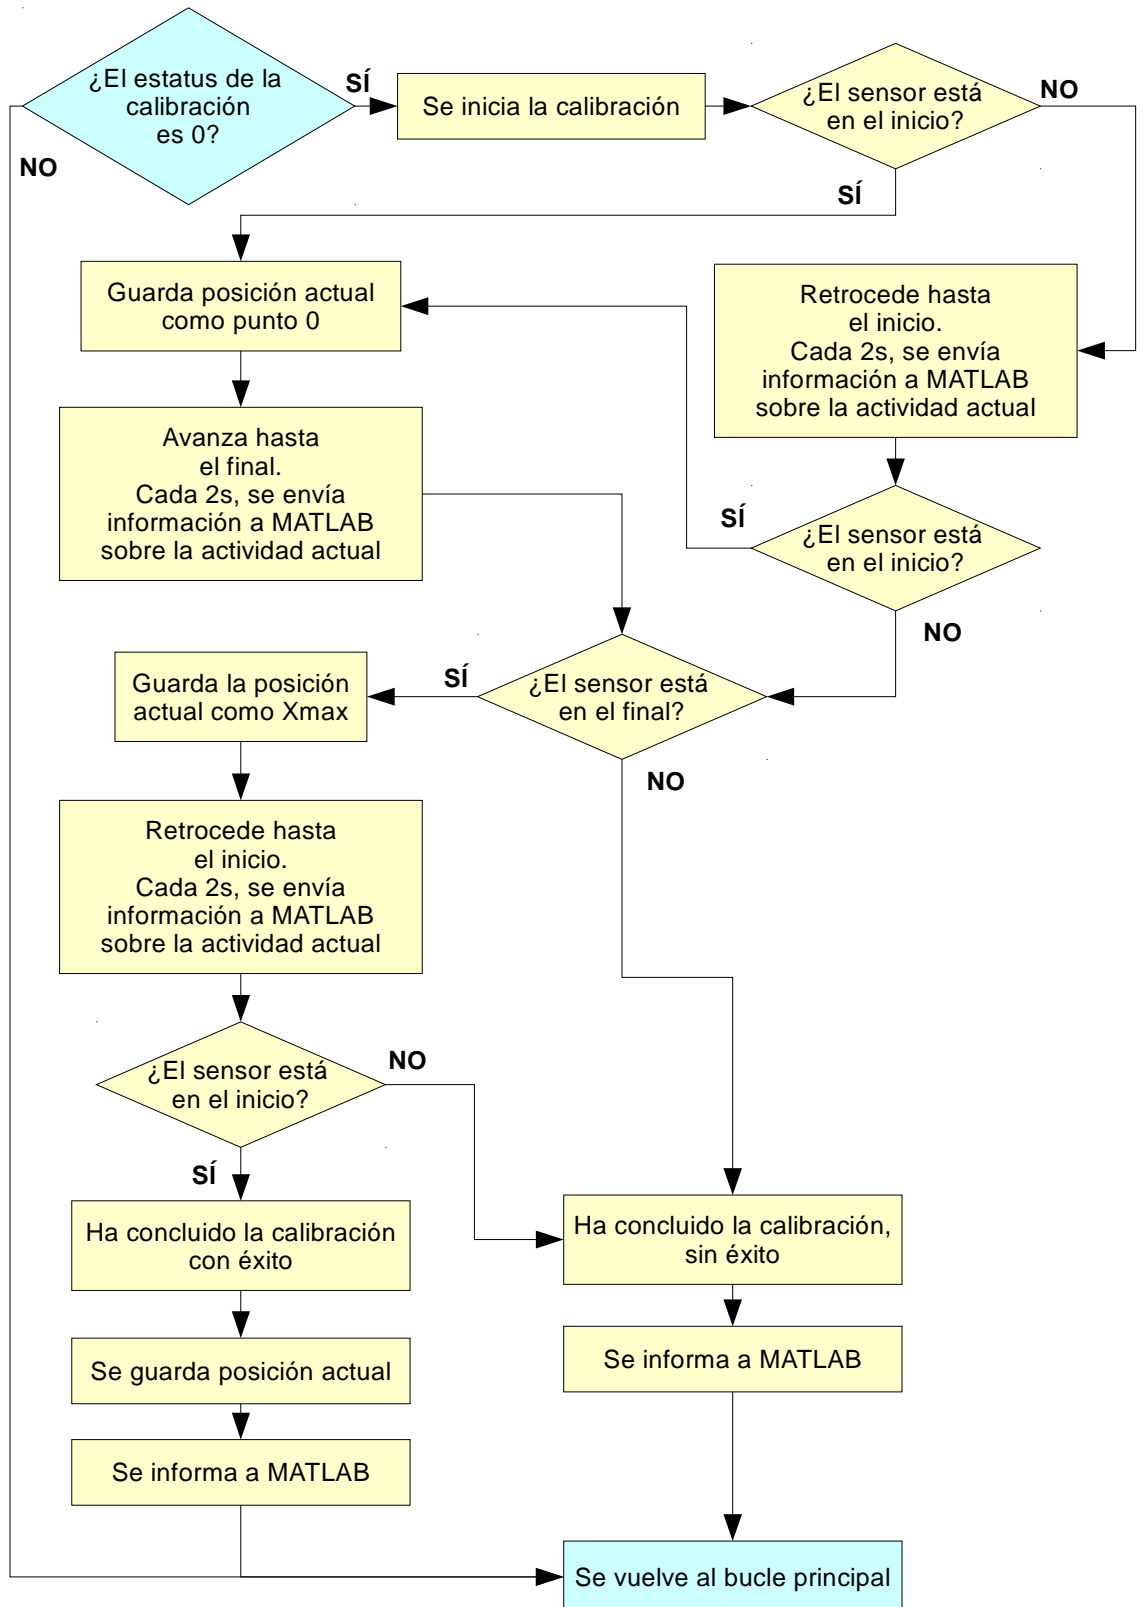 ¿El estatus de la
calibración
es 0?
SÍ
NO
Se inicia la calibración
¿El sensor está
en el inicio?
NO
SÍ
Guarda posición actual
como punto 0
Retrocede hasta
el inicio.
Cada 2s, se envía
información a MATLAB
sobre la actividad actual
Avanza hasta
el final.
Cada 2s, se envía
información a MATLAB
sobre la actividad actual
¿El sensor está
en el inicio?
SÍ
NO
¿El sensor está
en el final?
SÍ
NO
Guarda la posición
actual como Xmax
Retrocede hasta
el inicio.
Cada 2s, se envía
información a MATLAB
sobre la actividad actual
¿El sensor está
en el inicio?
NO
SÍ
Ha concluido la calibración
con éxito
Ha concluido la calibración,
sin éxito
Se guarda posición actual
Se informa a MATLAB
Se informa a MATLAB
Se vuelve al bucle principal